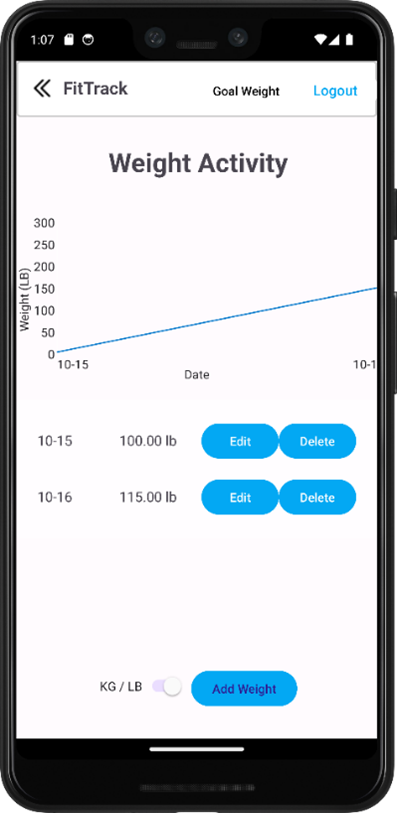 1:07
FitTrack Goal Weight Logout
Weight Activity
300
250
200
150
100
50
0
Weight (LB)
10-15 10-1
Date
10-15 100.00 lb Edit Delete
10-16 115.00 lb Edit Delete
KG / LB Add Weight